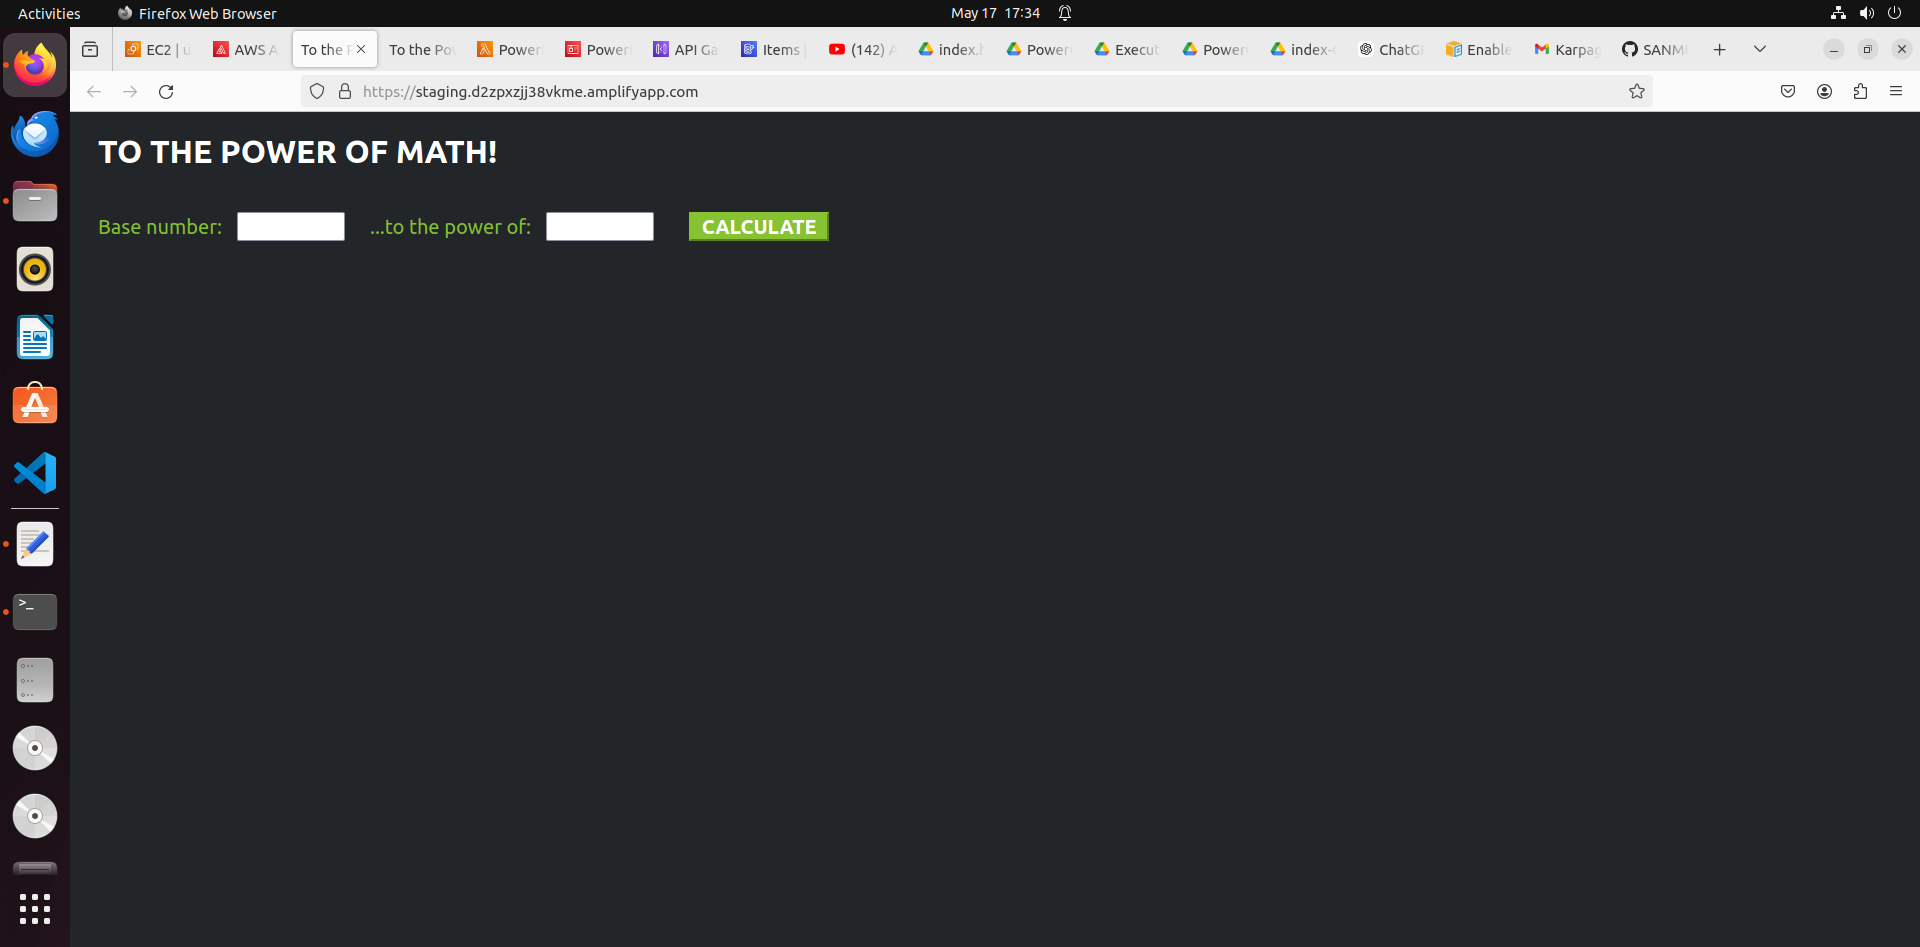 Activities
Firefox Web Browser
May 17 17:34
EC2 | u
AWS A
To the P
To the Pow
Power
Power
API Ga
Items |
(142) A
index.h
Power
Execut
Power
index-
ChatG
Enable
Karpag
SANM
https://staging.d2zpxzjj38vkme.amplifyapp.com
TO THE POWER OF MATH!
Base number:
...to the power of:
CALCULATE